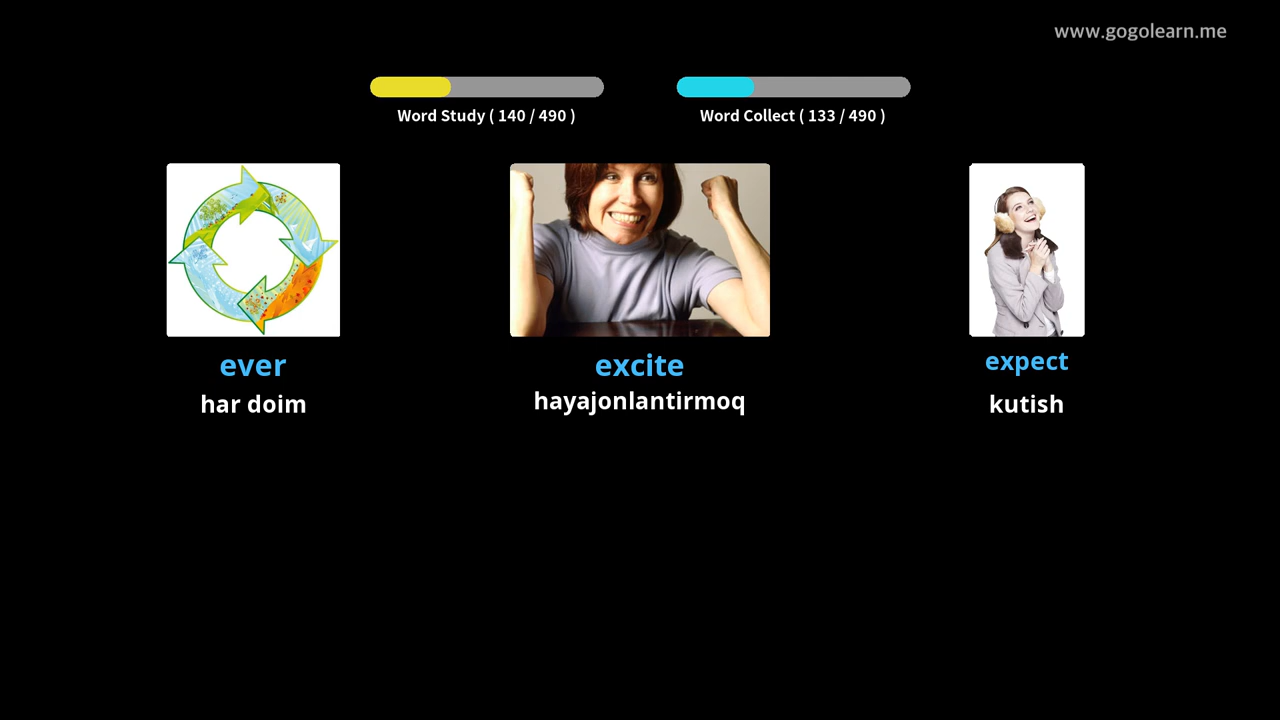 www.gogolearn.me
Word Study ( 140 / 490 )
Word Collect ( 133 / 490 )
ever
excite
expect
har doim
hayajonlantirmoq
kutish